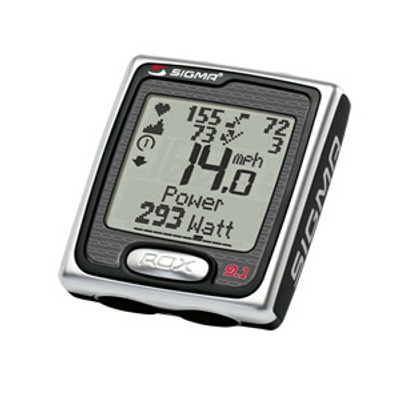 SIGMA
155 72
73 3
14.0 mph
Power
293 Watt
ROX 9.1
SIGMA